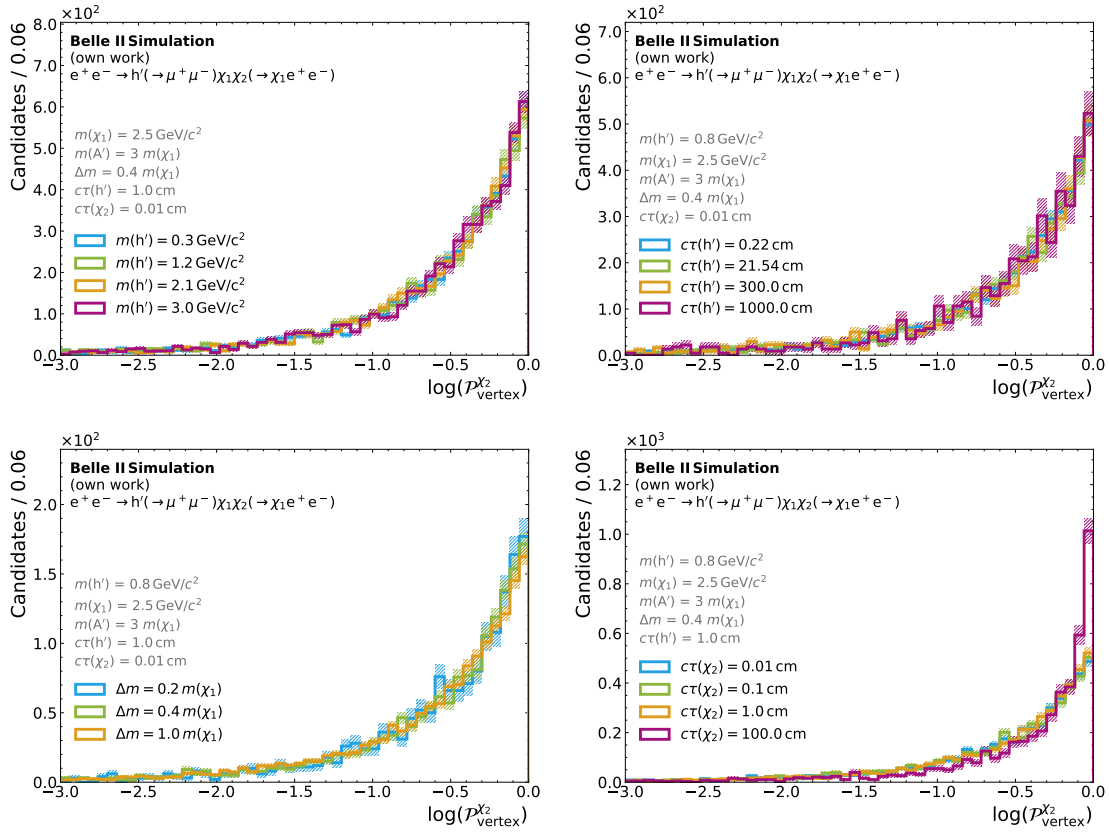 ×10²
Candidates / 0.06
8.0
7.0
6.0
5.0
4.0
3.0
2.0
1.0
0.0
Belle II Simulation
(own work)
e⁺e⁻ → h′(→ μ⁺μ⁻)χ₁χ₂(→ χ₁e⁺e⁻)
m(χ₁) = 2.5 GeV/c²
m(A′) = 3 m(χ₁)
Δm = 0.4 m(χ₁)
cτ(h′) = 1.0 cm
cτ(χ₂) = 0.01 cm
m(h′) = 0.3 GeV/c²
m(h′) = 1.2 GeV/c²
m(h′) = 2.1 GeV/c²
m(h′) = 3.0 GeV/c²
−3.0 −2.5 −2.0 −1.5 −1.0 −0.5 0.0
log(𝒫 χ₂ vertex)
×10²
Candidates / 0.06
7.0
6.0
5.0
4.0
3.0
2.0
1.0
0.0
Belle II Simulation
(own work)
e⁺e⁻ → h′(→ μ⁺μ⁻)χ₁χ₂(→ χ₁e⁺e⁻)
m(h′) = 0.8 GeV/c²
m(χ₁) = 2.5 GeV/c²
m(A′) = 3 m(χ₁)
Δm = 0.4 m(χ₁)
cτ(χ₂) = 0.01 cm
cτ(h′) = 0.22 cm
cτ(h′) = 21.54 cm
cτ(h′) = 300.0 cm
cτ(h′) = 1000.0 cm
−3.0 −2.5 −2.0 −1.5 −1.0 −0.5 0.0
log(𝒫 χ₂ vertex)
×10²
Candidates / 0.06
2.0
1.5
1.0
0.5
0.0
Belle II Simulation
(own work)
e⁺e⁻ → h′(→ μ⁺μ⁻)χ₁χ₂(→ χ₁e⁺e⁻)
m(h′) = 0.8 GeV/c²
m(χ₁) = 2.5 GeV/c²
m(A′) = 3 m(χ₁)
cτ(h′) = 1.0 cm
cτ(χ₂) = 0.01 cm
Δm = 0.2 m(χ₁)
Δm = 0.4 m(χ₁)
Δm = 1.0 m(χ₁)
−3.0 −2.5 −2.0 −1.5 −1.0 −0.5 0.0
log(𝒫 χ₂ vertex)
×10³
Candidates / 0.06
1.2
1.0
0.8
0.6
0.4
0.2
0.0
Belle II Simulation
(own work)
e⁺e⁻ → h′(→ μ⁺μ⁻)χ₁χ₂(→ χ₁e⁺e⁻)
m(h′) = 0.8 GeV/c²
m(χ₁) = 2.5 GeV/c²
m(A′) = 3 m(χ₁)
Δm = 0.4 m(χ₁)
cτ(h′) = 1.0 cm
cτ(χ₂) = 0.01 cm
cτ(χ₂) = 0.1 cm
cτ(χ₂) = 1.0 cm
cτ(χ₂) = 100.0 cm
−3.0 −2.5 −2.0 −1.5 −1.0 −0.5 0.0
log(𝒫 χ₂ vertex)